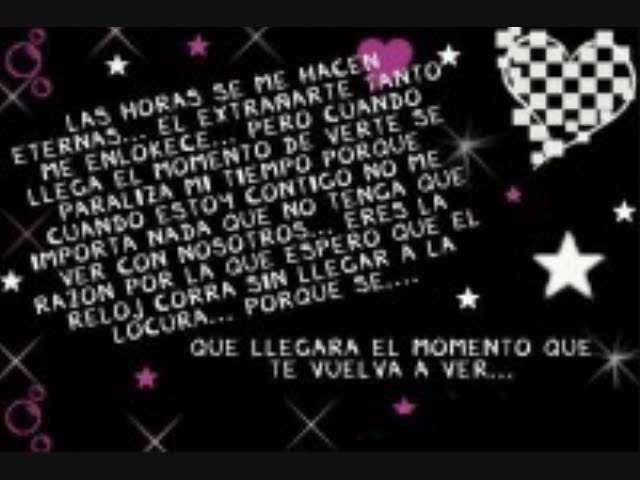 LAS HORAS SE ME HACEN
ETERNAS... EL EXTRAÑARTE TANTO
ME ENLOKECE... PERO CUANDO
LLEGA EL MOMENTO DE VERTE SE
PARALIZA MI TIEMPO PORQUE
CUANDO ESTOY CONTIGO NO ME
IMPORTA NADA QUE NO TENGA QUE
VER CON NOSOTROS... ERES LA
RAZON POR LA QUE ESPERO QUE EL
RELOJ CORRA SIN LLEGAR A LA
LOCURA... PORQUE SE.....
QUE LLEGARA EL MOMENTO QUE
TE VUELVA A VER...